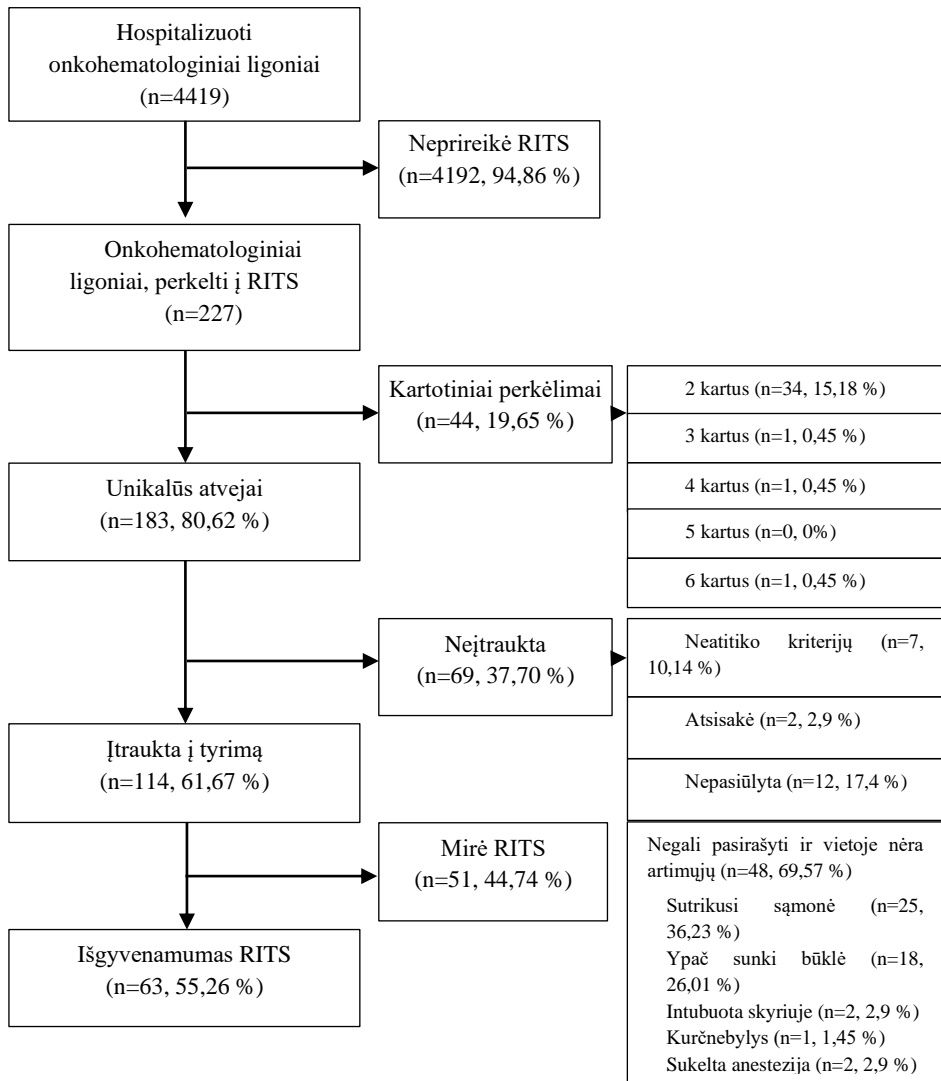 Hospitalizuoti
onkohematologiniai ligoniai
(n=4419)
Neprireikė RITS
(n=4192, 94,86 %)
Onkohematologiniai
ligoniai, perkelti į RITS
(n=227)
Kartotiniai perkėlimai
(n=44, 19,65 %)
2 kartus (n=34, 15,18 %)
3 kartus (n=1, 0,45 %)
4 kartus (n=1, 0,45 %)
5 kartus (n=0, 0%)
6 kartus (n=1, 0,45 %)
Unikalūs atvejai
(n=183, 80,62 %)
Neįtraukta
(n=69, 37,70 %)
Neatitiko kriterijų (n=7,
10,14 %)
Atsisakė (n=2, 2,9 %)
Nepasiūlyta (n=12, 17,4 %)
Negali pasirašyti ir vietoje nėra
artimųjų (n=48, 69,57 %)
Sutrikusi sąmonė (n=25,
36,23 %)
Ypač sunki būklė (n=18,
26,01 %)
Intubuota skyriuje (n=2, 2,9 %)
Kurčnebylys (n=1, 1,45 %)
Sukelta anestezija (n=2, 2,9 %)
Įtraukta į tyrimą
(n=114, 61,67 %)
Mirė RITS
(n=51, 44,74 %)
Išgyvenamumas RITS
(n=63, 55,26 %)